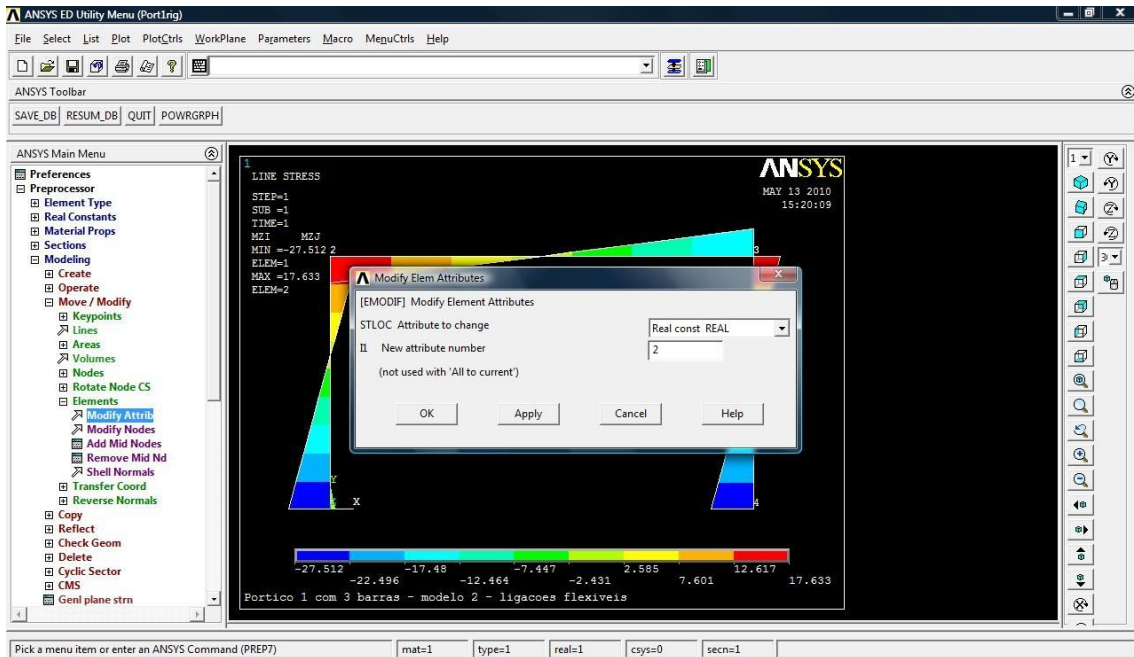 ANSYS ED Utility Menu (Port1rig)
File Select List Plot PlotCtrls WorkPlane Parameters Macro MenuCtrls Help
ANSYS Toolbar
SAVE_DB RESUM_DB QUIT POWRGRPH
ANSYS Main Menu
Preferences
Preprocessor
Element Type
Real Constants
Material Props
Sections
Modeling
Create
Operate
Move / Modify
Keypoints
Lines
Areas
Volumes
Nodes
Rotate Node CS
Elements
Modify Attrib
Modify Nodes
Add Mid Nodes
Remove Mid Nd
Shell Normals
Transfer Coord
Reverse Normals
Copy
Reflect
Check Geom
Delete
Cyclic Sector
CMS
Genl plane strn
1
LINE STRESS
STEP=1
SUB =1
TIME=1
MZI MZJ
MIN =-27.512
ELEM=1
MAX =17.633
ELEM=2
ANSYS
MAY 13 2010
15:20:09
2
3
Modify Elem Attributes
[EMODIF] Modify Element Attributes
STLOC Attribute to change Real const REAL
I1 New attribute number 2
(not used with 'All to current')
OK Apply Cancel Help
Y
X
4
-27.512 -17.48 -7.447 2.585 12.617
-22.496 -12.464 -2.431 7.601 17.633
Portico 1 com 3 barras - modelo 2 - ligacoes flexiveis
1
3
Pick a menu item or enter an ANSYS Command (PREP7) mat=1 type=1 real=1 csys=0 secn=1